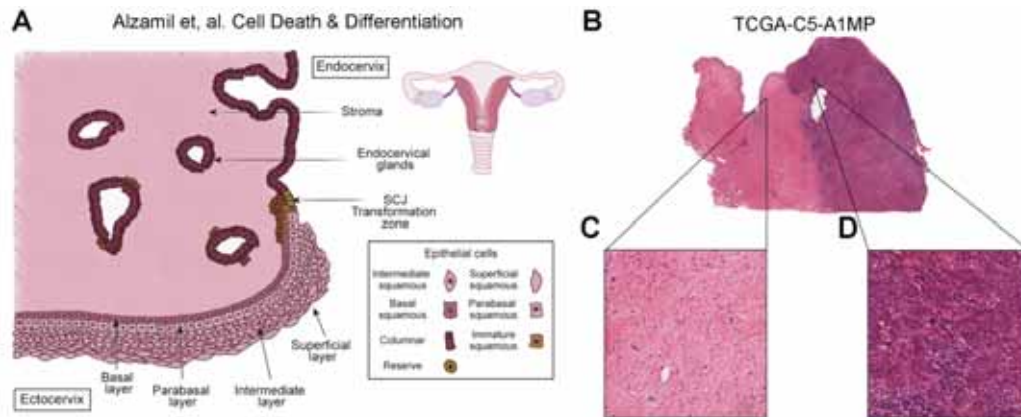 A
Alzamil et, al. Cell Death & Differentiation
Endocervix
Stroma
Endocervical
glands
SCJ
Transformation
zone
Epithelial cells
Intermediate
squamous
Superficial
squamous
Basal
squamous
Parabasal
squamous
Columnar
Immature
squamous
Reserve
Superficial
layer
Intermediate
layer
Parabasal
layer
Basal
layer
Ectocervix
B
TCGA-C5-A1MP
C
D